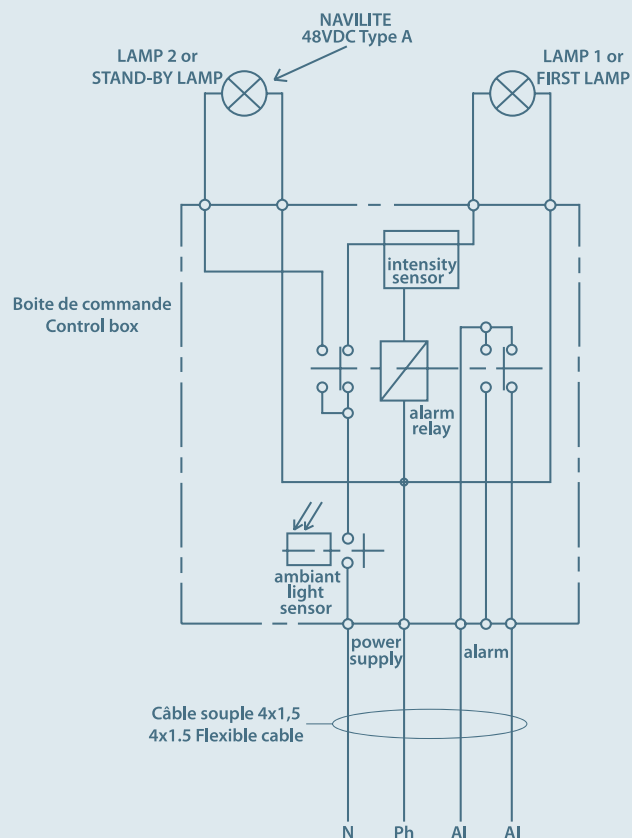 NAVILITE
48VDC Type A
LAMP 2 or
STAND-BY LAMP
LAMP 1 or
FIRST LAMP
intensity
sensor
Boite de commande
Control box
alarm
relay
ambiant
light
sensor
power
supply
alarm
Câble souple 4x1,5
4x1.5 Flexible cable
N
Ph
Al
Al